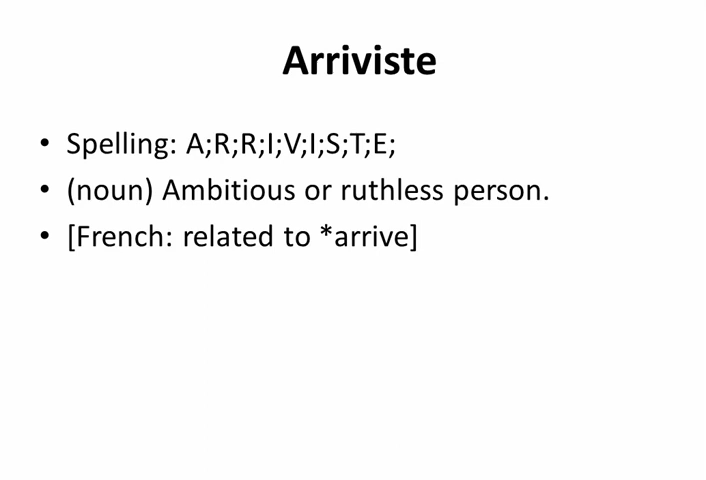 Arriviste
• Spelling: A;R;R;I;V;I;S;T;E;
• (noun) Ambitious or ruthless person.
• [French: related to *arrive]